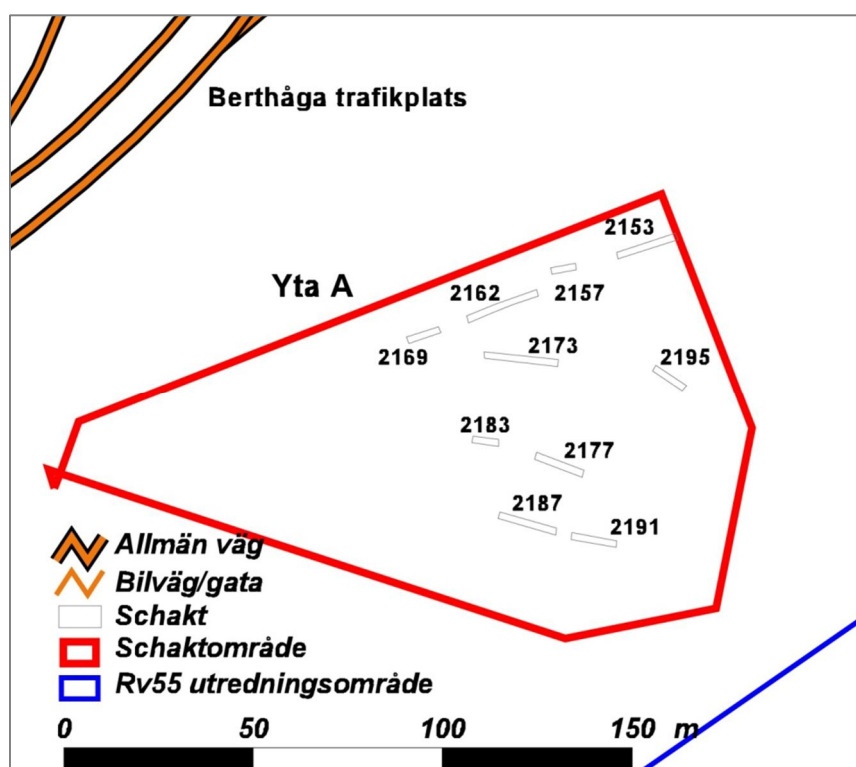 Berthåga trafikplats
2153
Yta A
2162
2157
2169
2173
2195
2183
2177
2187
2191
Allmän väg
Bilväg/gata
Schakt
Schaktområde
Rv55 utredningsområde
0 50 100 150 m